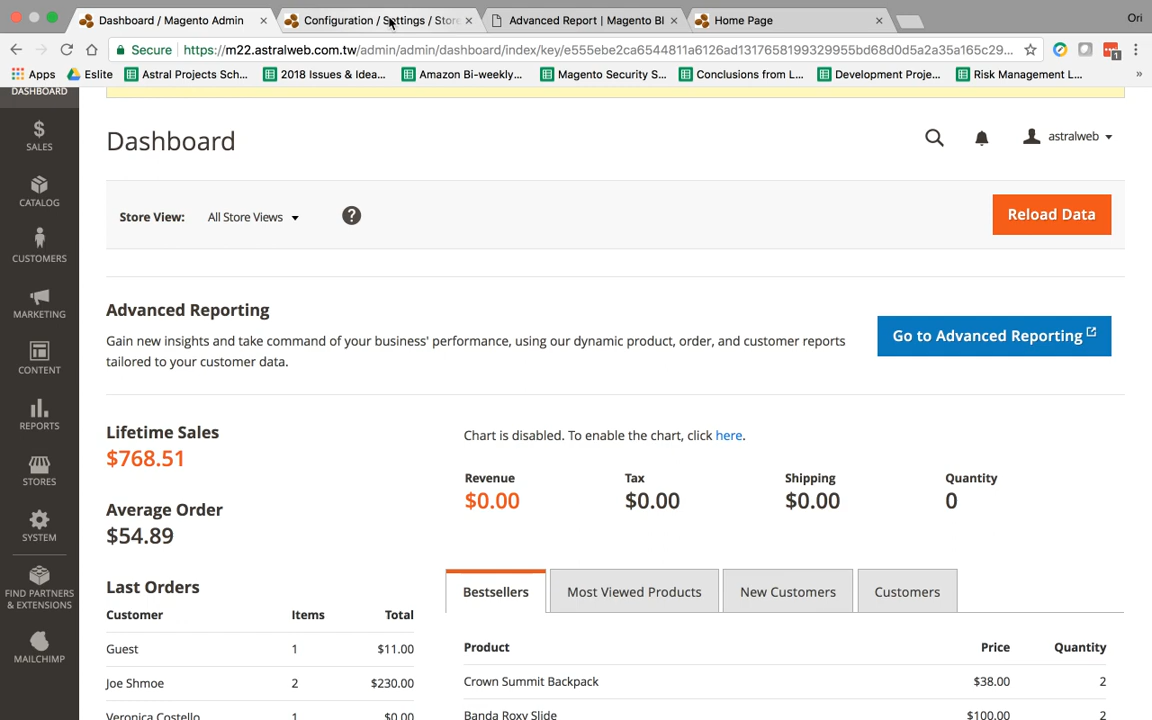 Dashboard / Magento Admin
Configuration / Settings / Store
Advanced Report | Magento Bl
Home Page
Ori
Secure
https://m22.astralweb.com.tw/admin/admin/dashboard/index/key/e555ebe2ca6544811a6126ad1317658199329955bd68d0d5a2a35a165c29...
1
Apps
Eslite
Astral Projects Sch...
2018 Issues & Idea...
Amazon Bi-weekly...
Magento Security S...
Conclusions from L...
Development Proje...
Risk Management L...
»
DASHBOARD
SALES
CATALOG
CUSTOMERS
MARKETING
CONTENT
REPORTS
STORES
SYSTEM
FIND PARTNERS
& EXTENSIONS
MAILCHIMP
Dashboard
astralweb
Store View: All Store Views
?
Reload Data
Advanced Reporting
Gain new insights and take command of your business' performance, using our dynamic product, order, and customer reports
tailored to your customer data.
Go to Advanced Reporting
Lifetime Sales
$768.51
Average Order
$54.89
Last Orders
Customer Items Total
Guest 1 $11.00
Joe Shmoe 2 $230.00
Veronica Costello 1 $0.00
Chart is disabled. To enable the chart, click here.
Revenue Tax Shipping Quantity
$0.00 $0.00 $0.00 0
Bestsellers Most Viewed Products New Customers Customers
Product Price Quantity
Crown Summit Backpack $38.00 2
Banda Roxy Slide $100.00 2